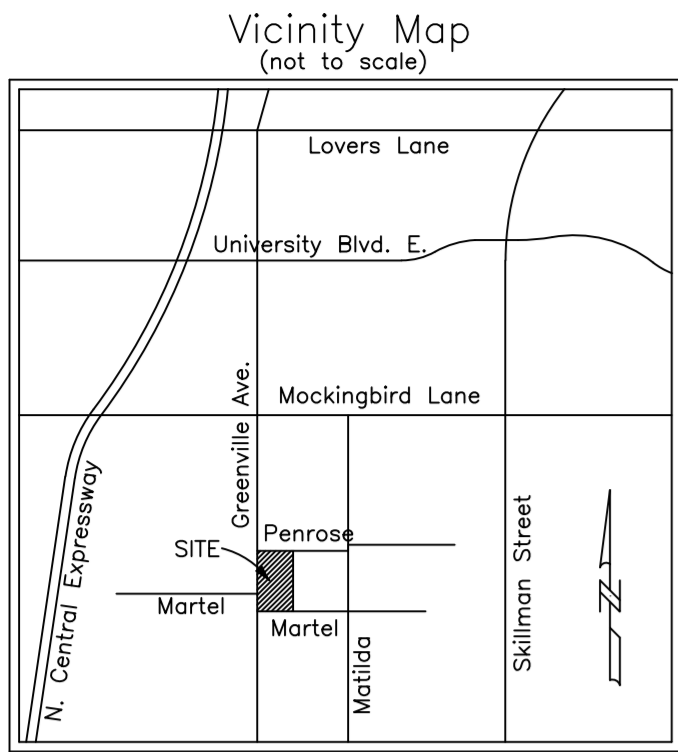 Vicinity Map
(not to scale)
Lovers Lane
University Blvd. E.
Greenville Ave.
Mockingbird Lane
N. Central Expressway
Penrose
SITE
Martel
Martel
Matilda
Skillman Street
N